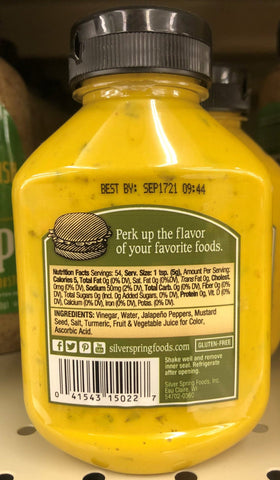 BEST BY: SEP1721 09:44
Perk up the flavor
of your favorite foods.
Nutrition Facts Servings: 54, Serv. Size: 1 tsp. (5g), Amount Per Serving:
Calories 5, Total Fat 0g (0% DV), Sat. Fat 0g (0%DV), Trans Fat 0g, Cholest.
0mg (0% DV), Sodium 50mg (2% DV), Total Carb. 0g (0% DV), Fiber 0g (0%
DV), Total Sugars 0g (Incl. 0g Added Sugars, 0% DV), Protein 0g, Vit. D (0%
DV), Calcium (0% DV), Iron (0% DV), Potas. (0% DV).
INGREDIENTS: Vinegar, Water, Jalapeño Peppers, Mustard
Seed, Salt, Turmeric, Fruit & Vegetable Juice for Color,
Ascorbic Acid.
silverspringfoods.com
GLUTEN-FREE
Shake well and remove
inner seal. Refrigerate
after opening.
Silver Spring Foods, Inc.
Eau Claire, WI
54702-0360
0 41543 15022 7